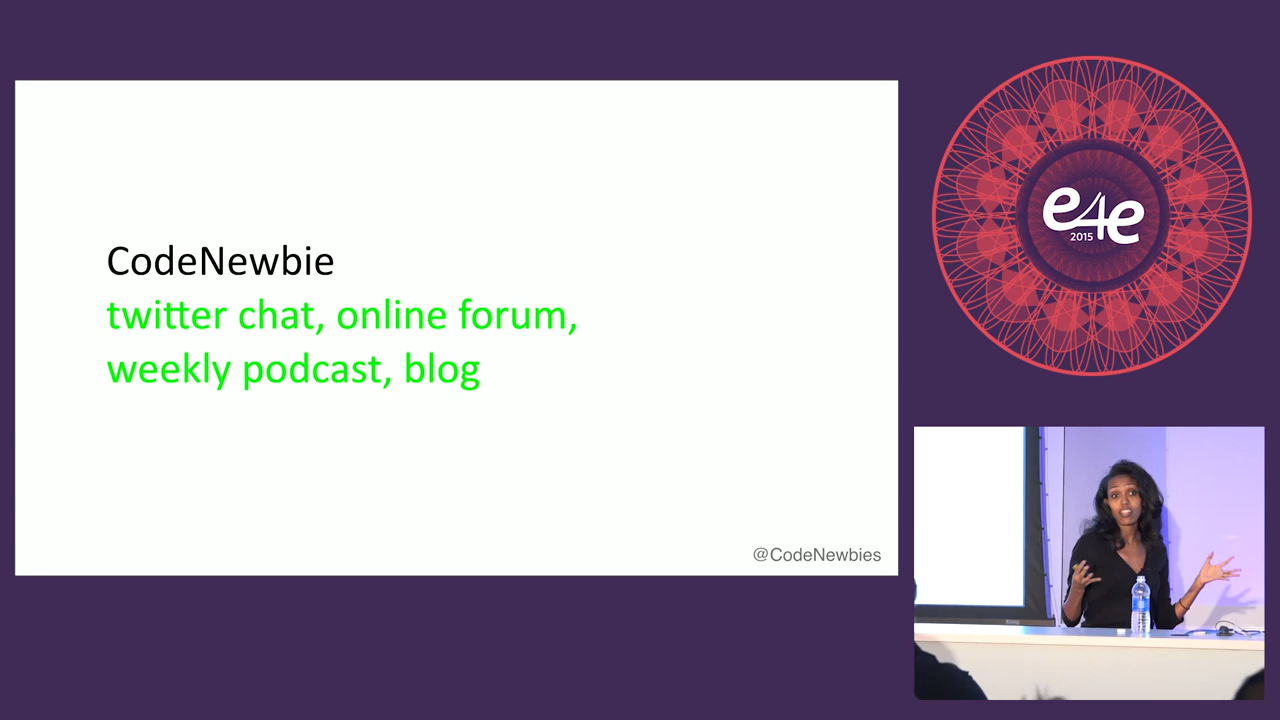 CodeNewbie
twitter chat, online forum,
weekly podcast, blog
@CodeNewbies
e4e
2015